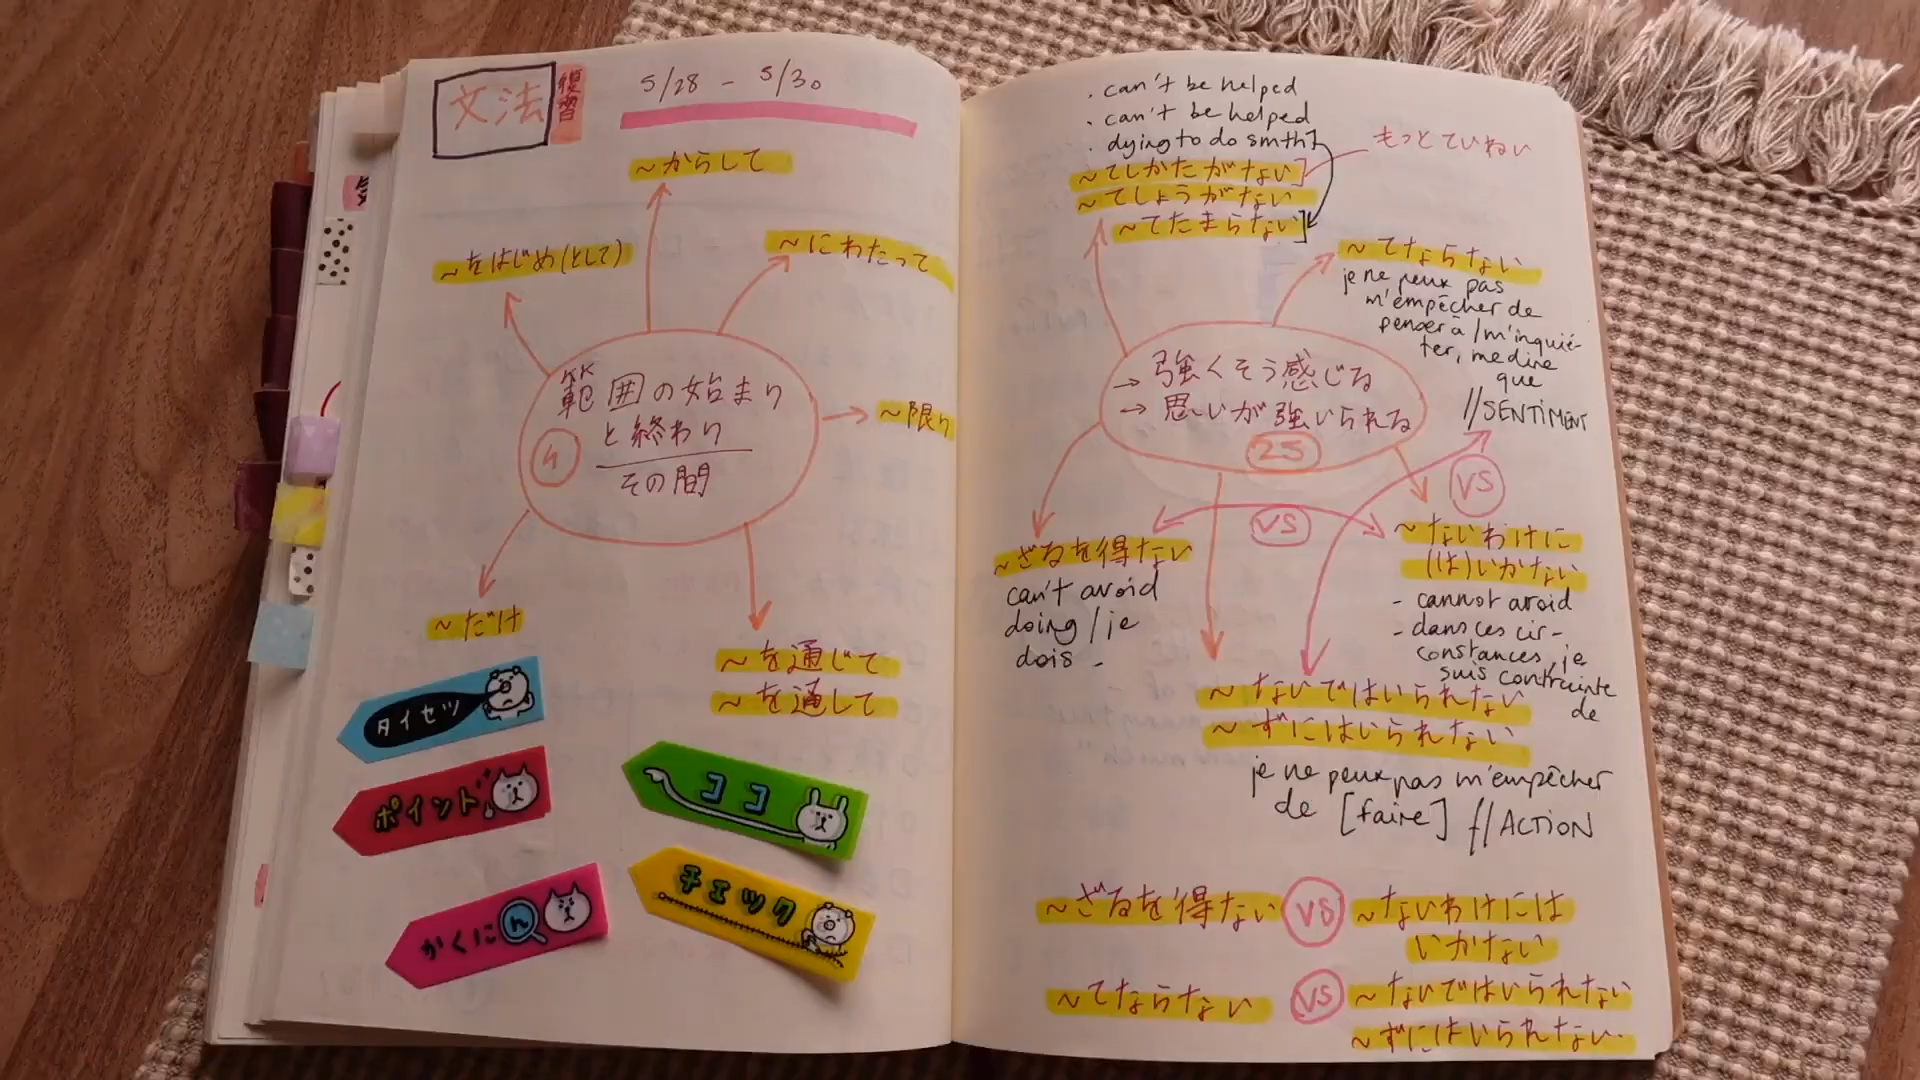 文法
復習
5/28 - 5/30
~からして
~をはじめ(として)
~にわたって
範囲の始まり
と終わり
その間
4
~限り
~だけ
~を通じて
~を通して
タイセツ
ポイント
かくにん
ココ
チェック
. can't be helped
. can't be helped
. dying to do smth]
もっとていねい
~てしかたがない]
~てしょうがない
~てたまらない]
~てならない
je ne peux pas
m'empêcher de
penser à /m'inquié-
ter, me dire
que
//SENTIMENT
→ 強くそう感じる
→ 思いが強いられる
25
VS
VS
~ざるを得ない
can't avoid
doing / je
dois -
~ないわけに
(は)いかない
- cannot avoid
- dans ces cir-
constances, je
suis contrainte
de
~ないではいられない
~ずにはいられない
je ne peux pas m'empêcher
de [faire] //ACTION
~ざるを得ない VS ~ないわけには
いかない
~てならない VS ~ないではいられない
~ずにはいられない